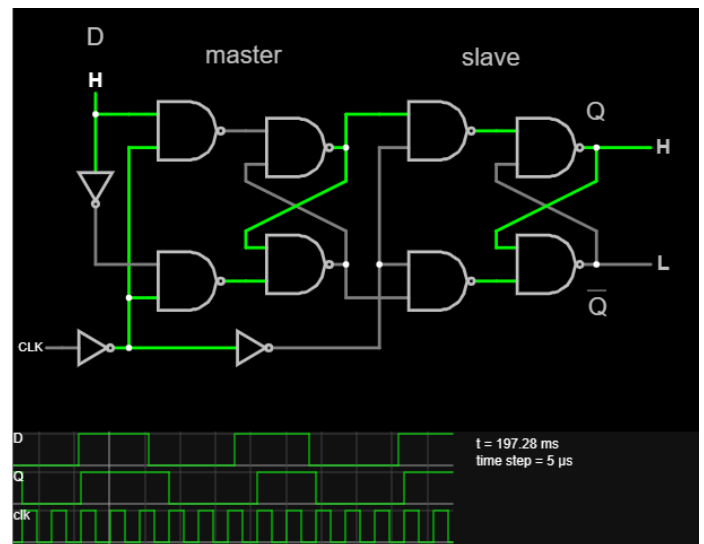 D
master
slave
H
Q
H
L
Q
CLK
D
t = 197.28 ms
time step = 5 μs
Q
clk